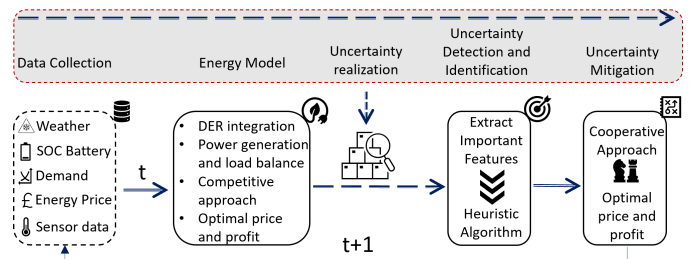 Data Collection
Energy Model
Uncertainty
realization
Uncertainty
Detection and
Identification
Uncertainty
Mitigation
Weather
SOC Battery
Demand
£ Energy Price
Sensor data
t
• DER integration
• Power generation
and load balance
• Competitive
approach
• Optimal price
and profit
t+1
Extract
Important
Features
Heuristic
Algorithm
Cooperative
Approach
Optimal
price and
profit